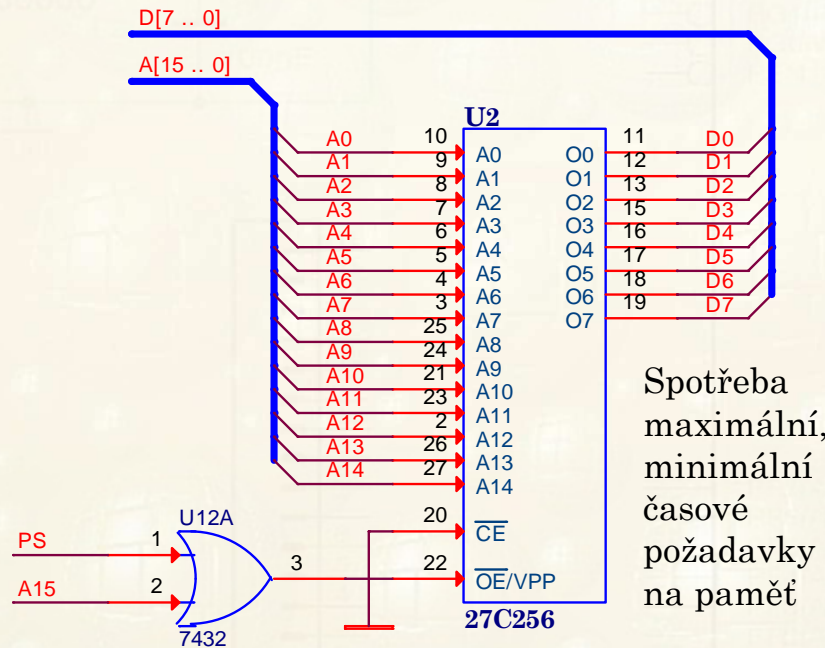 D[7 .. 0]
A[15 .. 0]
U2
A0 10 A0 O0 11 D0
A1 9 A1 O1 12 D1
A2 8 A2 O2 13 D2
A3 7 A3 O3 15 D3
A4 6 A4 O4 16 D4
A5 5 A5 O5 17 D5
A6 4 A6 O6 18 D6
A7 3 A7 O7 19 D7
A8 25 A8
A9 24 A9
A10 21 A10
A11 23 A11
A12 2 A12
A13 26 A13
A14 27 A14
Spotřeba
maximální,
minimální
časové
požadavky
na paměť
U12A
20 CE
PS 1
3 22 OE/VPP
A15 2
7432
27C256